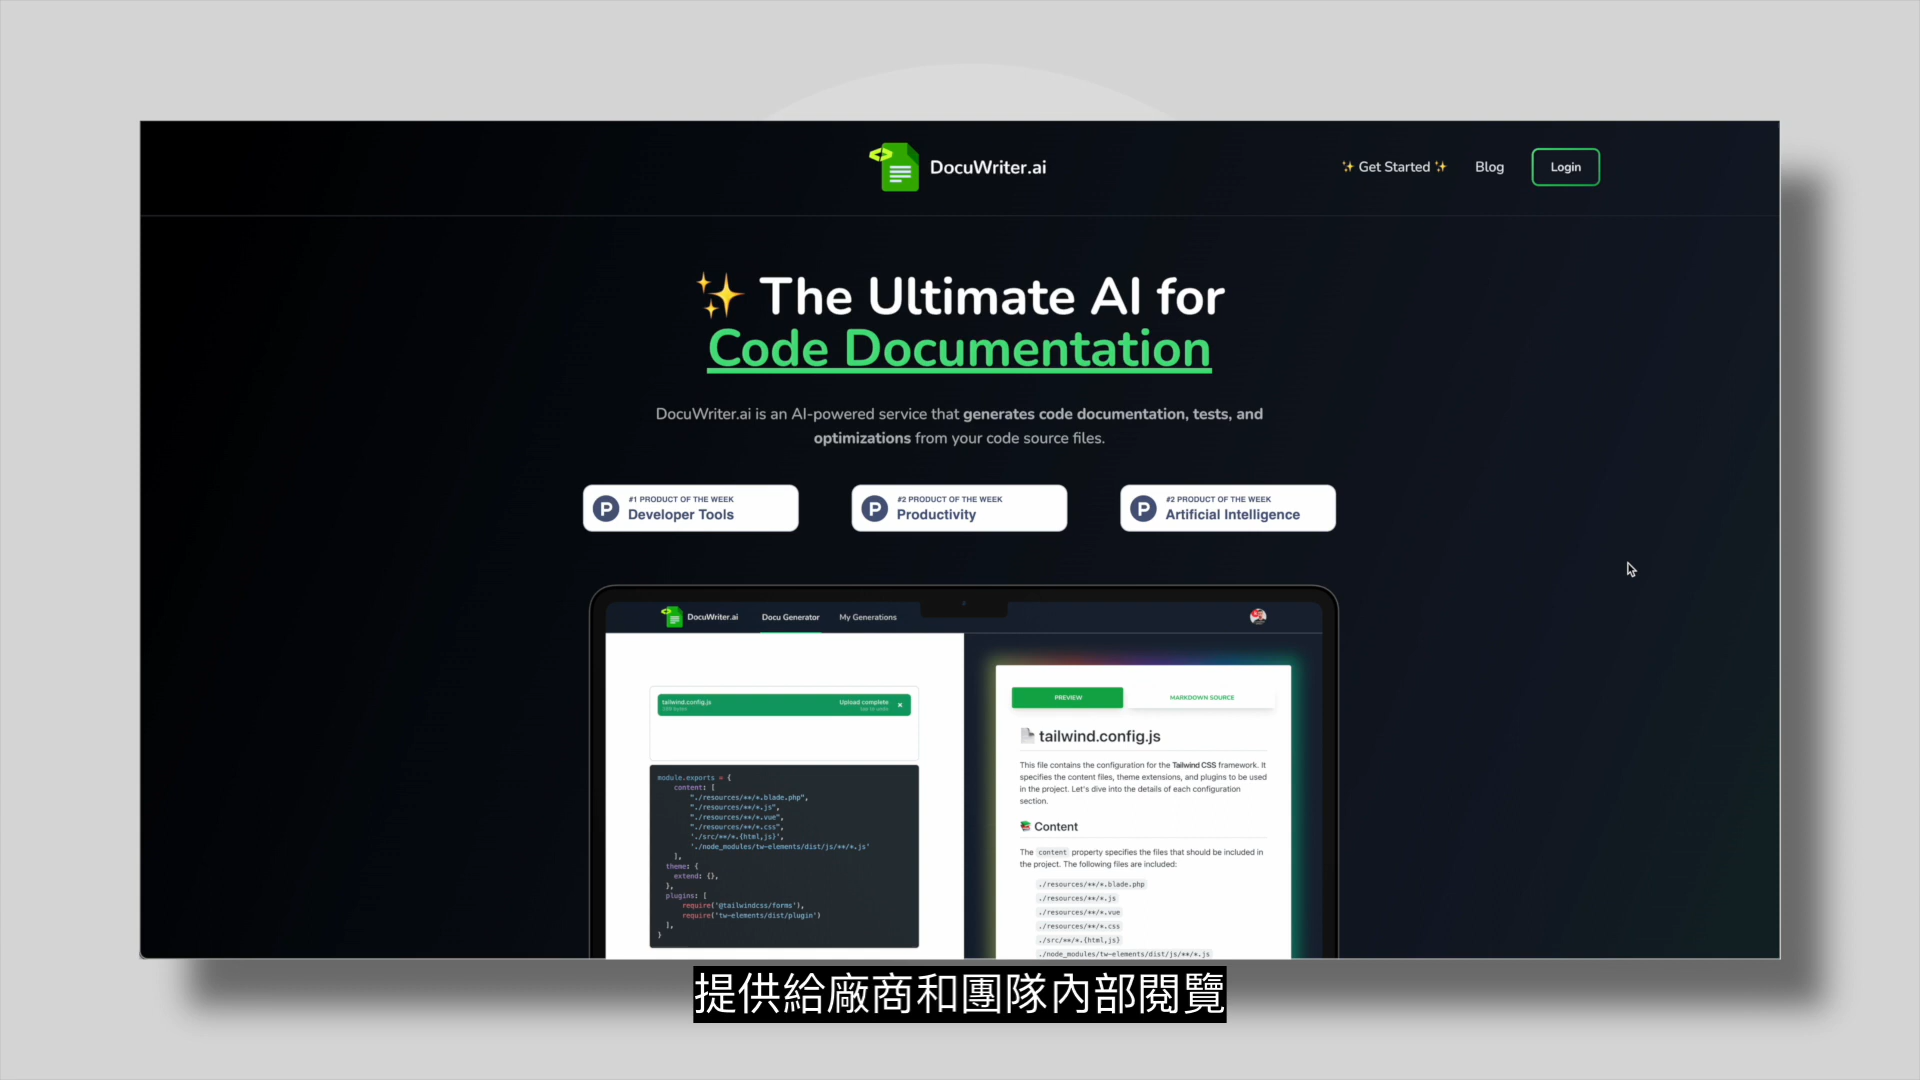 DocuWriter.ai
✨ Get Started ✨
Blog
Login
✨ The Ultimate AI for
Code Documentation
DocuWriter.ai is an AI-powered service that generates code documentation, tests, and
optimizations from your code source files.
#1 PRODUCT OF THE WEEK
Developer Tools
#2 PRODUCT OF THE WEEK
Productivity
#2 PRODUCT OF THE WEEK
Artificial Intelligence
DocuWriter.ai
Docu Generator
My Generations
tailwind.config.js
Upload complete
module.exports = {
content: [
"./resources/**/*.blade.php",
"./resources/**/*.js",
"./resources/**/*.vue",
"./resources/**/*.css",
'./src/**/*.{html,js}',
'./node_modules/tw-elements/dist/js/**/*.js'
],
theme: {
extend: {},
},
plugins: [
require('@tailwindcss/forms'),
require('tw-elements/dist/plugin')
],
}
PREVIEW
MARKDOWN SOURCE
tailwind.config.js
This file contains the configuration for the Tailwind CSS framework. It
specifies the content files, theme extensions, and plugins to be used
in the project. Let's dive into the details of each configuration
section.
Content
The content property specifies the files that should be included in
the project. The following files are included:
./resources/**/*.blade.php
./resources/**/*.js
./resources/**/*.vue
./resources/**/*.css
./src/**/*.{html,js}
./node_modules/tw-elements/dist/js/**/*.js
提供給廠商和團隊內部閱覽